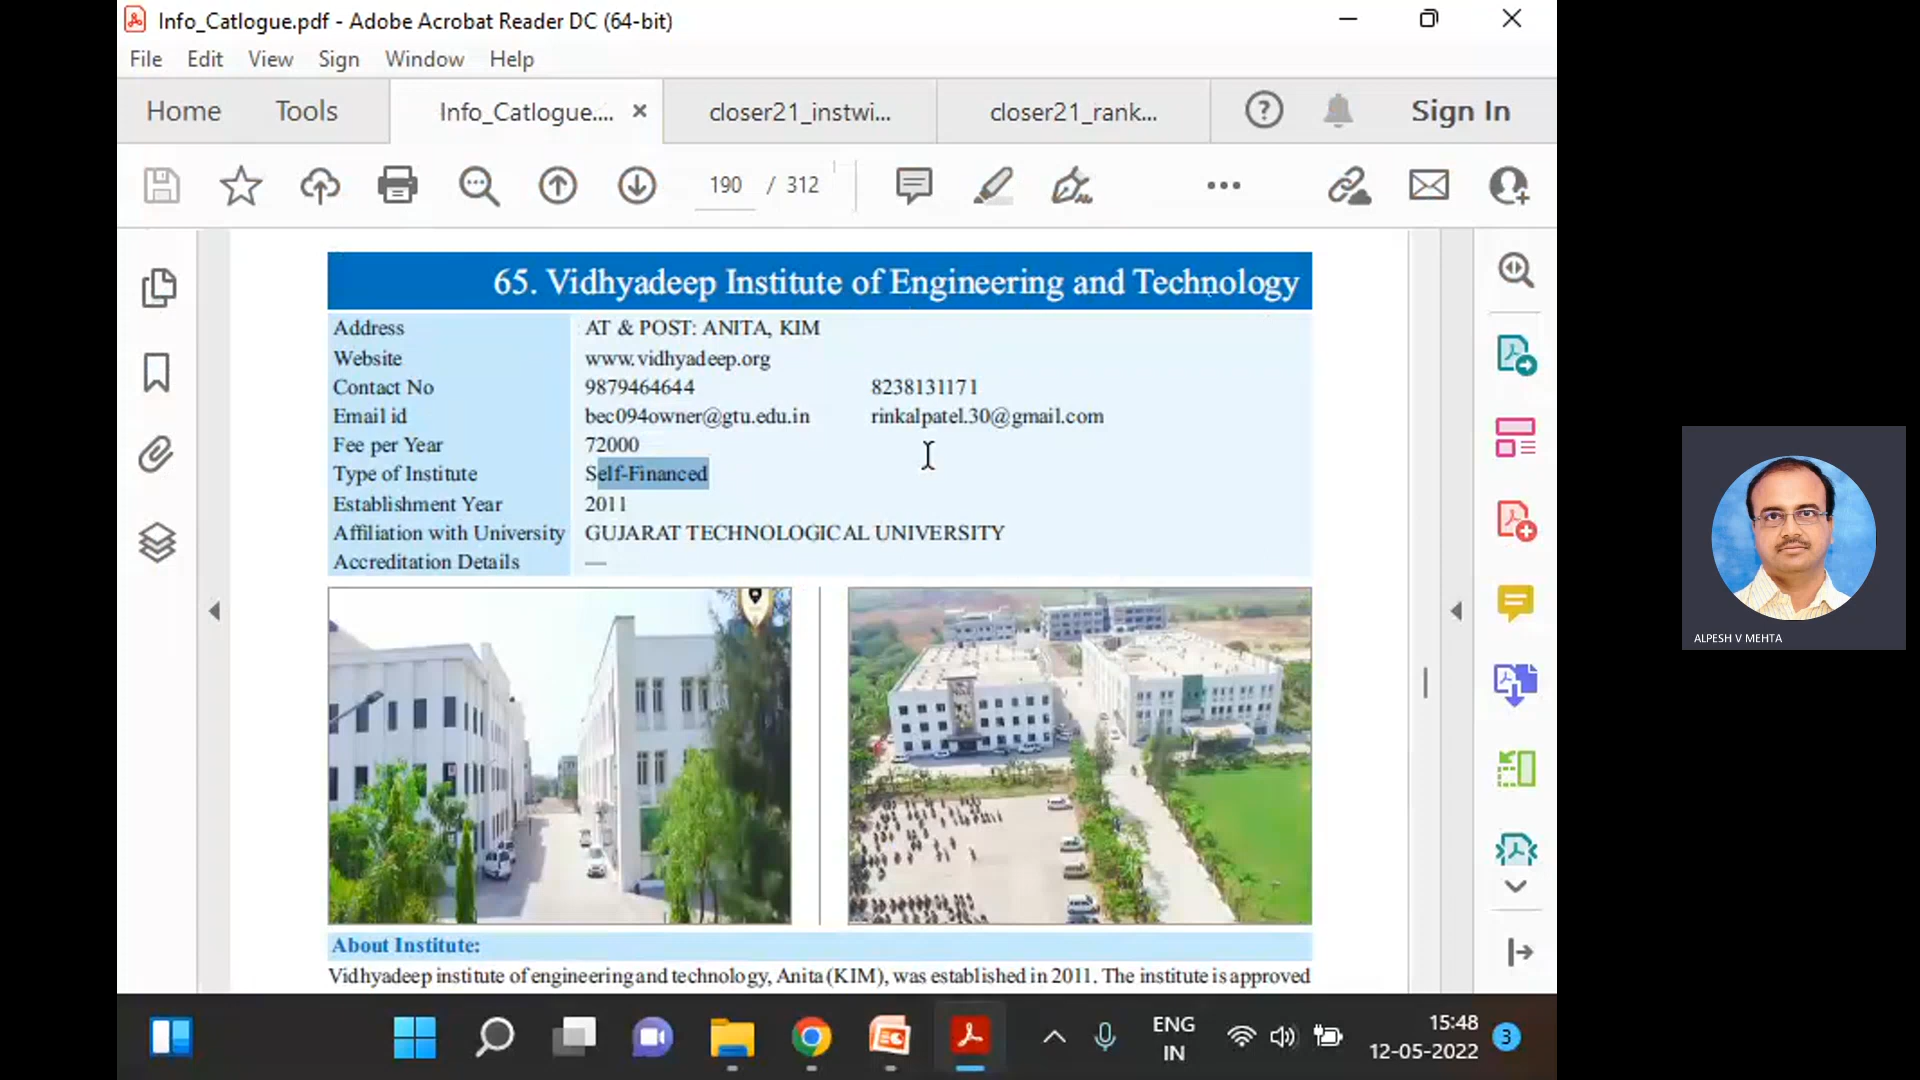 Info_Catlogue.pdf - Adobe Acrobat Reader DC (64-bit)
File Edit View Sign Window Help
Home Tools Info_Catlogue.... closer21_instwi... closer21_rank... Sign In
190 / 312
65. Vidhyadeep Institute of Engineering and Technology
Address AT & POST: ANITA, KIM
Website www.vidhyadeep.org
Contact No 9879464644 8238131171
Email id bec094owner@gtu.edu.in rinkalpatel.30@gmail.com
Fee per Year 72000
Type of Institute Self-Financed
Establishment Year 2011
Affiliation with University GUJARAT TECHNOLOGICAL UNIVERSITY
Accreditation Details —
About Institute:
Vidhyadeep institute of engineering and technology, Anita (KIM), was established in 2011. The institute is approved
ALPESH V MEHTA
ENG
IN
15:48
12-05-2022
3